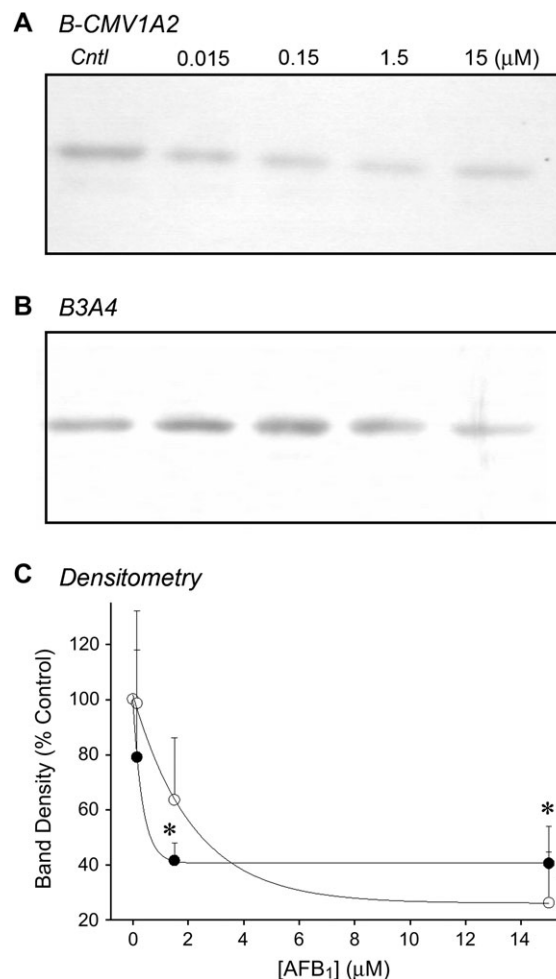 A B-CMV1A2
Cntl 0.015 0.15 1.5 15 (μM)
B B3A4
C Densitometry
Band Density (% Control)
120
100
80
60
40
20
* *
0 2 4 6 8 10 12 14
[AFB₁] (μM)